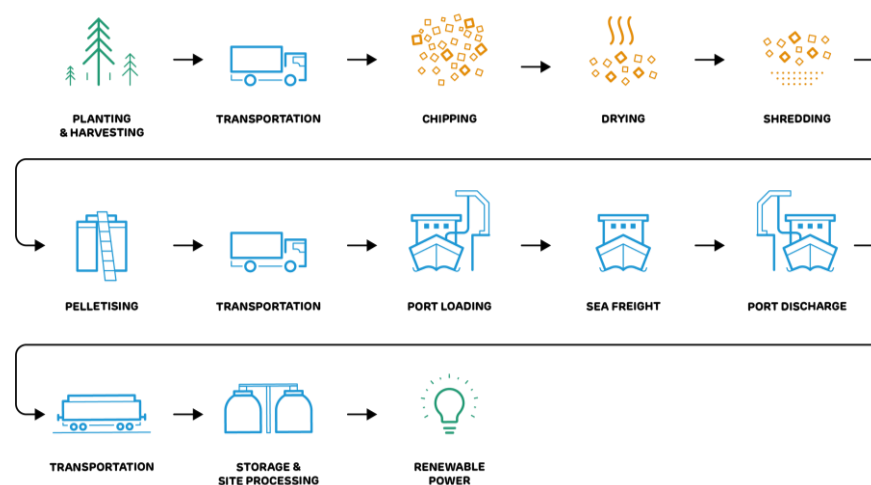 PLANTING
& HARVESTING
TRANSPORTATION
CHIPPING
DRYING
SHREDDING
PELLETISING
TRANSPORTATION
PORT LOADING
SEA FREIGHT
PORT DISCHARGE
TRANSPORTATION
STORAGE &
SITE PROCESSING
RENEWABLE
POWER